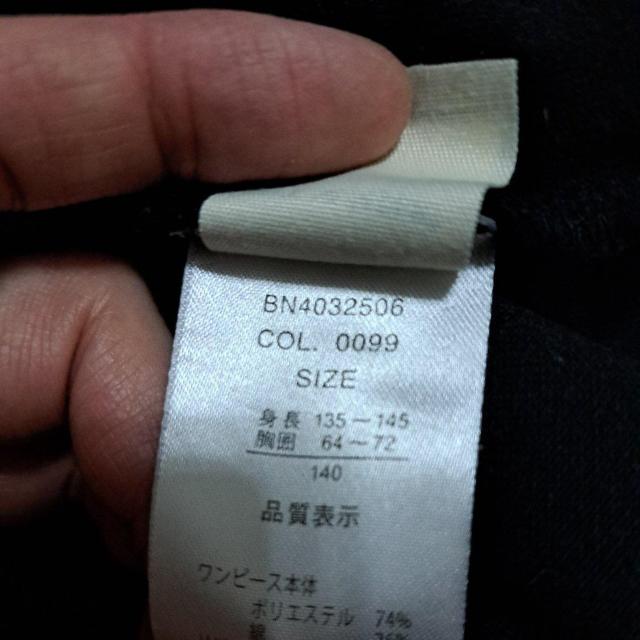 BN4032506
COL. 0099
SIZE
身長 135〜145
胸囲 64〜72
140
品質表示
ワンピース本体
ポリエステル 74%